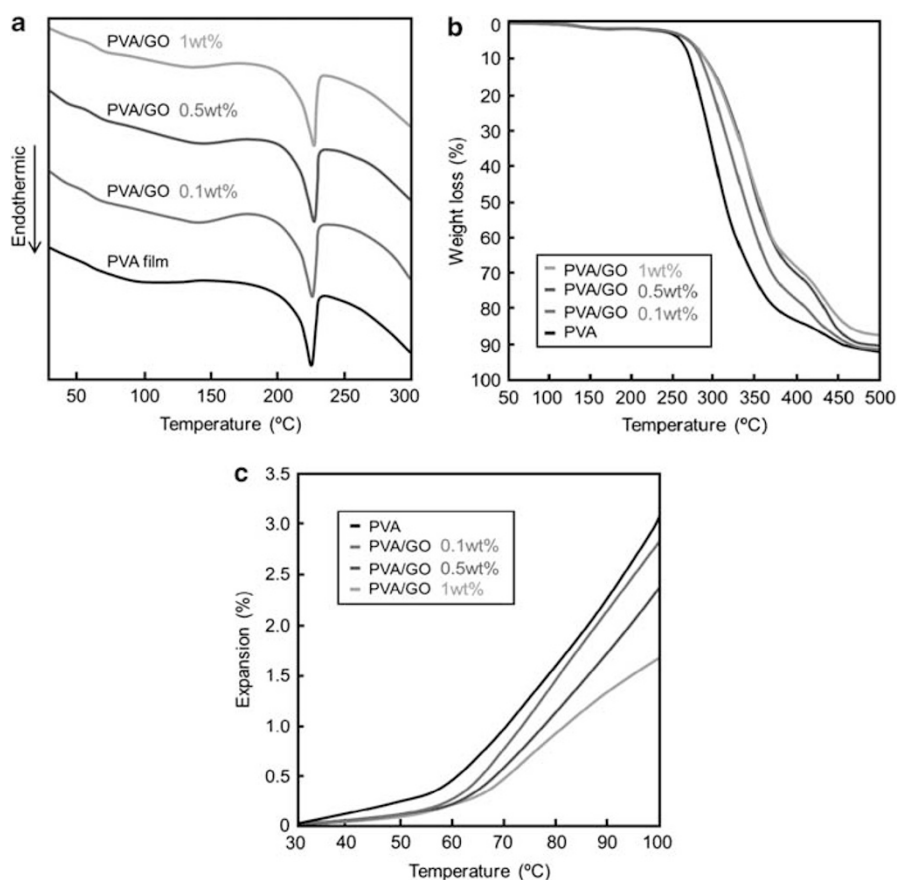 a
PVA/GO 1wt%
PVA/GO 0.5wt%
PVA/GO 0.1wt%
PVA film
Endothermic
50 100 150 200 250 300
Temperature (ºC)
b
0
10
20
30
40
50
60
70
80
90
100
Weight loss (%)
PVA/GO 1wt%
PVA/GO 0.5wt%
PVA/GO 0.1wt%
PVA
50 100 150 200 250 300 350 400 450 500
Temperature (ºC)
c
3.5
3.0
2.5
2.0
1.5
1.0
0.5
0
Expansion (%)
PVA
PVA/GO 0.1wt%
PVA/GO 0.5wt%
PVA/GO 1wt%
30 40 50 60 70 80 90 100
Temperature (ºC)